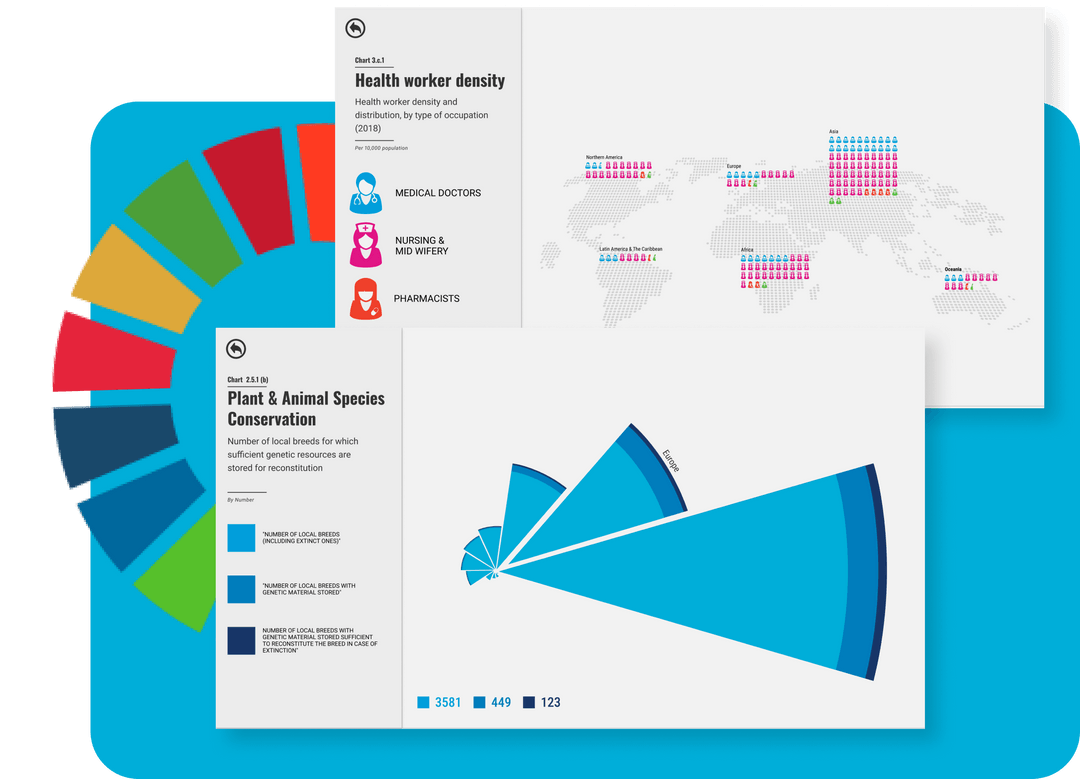 Chart 3.c.1
Health worker density
Health worker density and
distribution, by type of occupation
(2018)
Per 10,000 population
MEDICAL DOCTORS
NURSING &
MID WIFERY
PHARMACISTS
Northern America
Europe
Asia
Latin America & The Caribbean
Africa
Oceania
Chart 2.5.1 (b)
Plant & Animal Species
Conservation
Number of local breeds for which
sufficient genetic resources are
stored for reconstitution
By Number
"NUMBER OF LOCAL BREEDS
(INCLUDING EXTINCT ONES)"
"NUMBER OF LOCAL BREEDS WITH
GENETIC MATERIAL STORED"
NUMBER OF LOCAL BREEDS WITH
GENETIC MATERIAL STORED SUFFICIENT
TO RECONSTITUTE THE BREED IN CASE OF
EXTINCTION"
Europe
3581 449 123